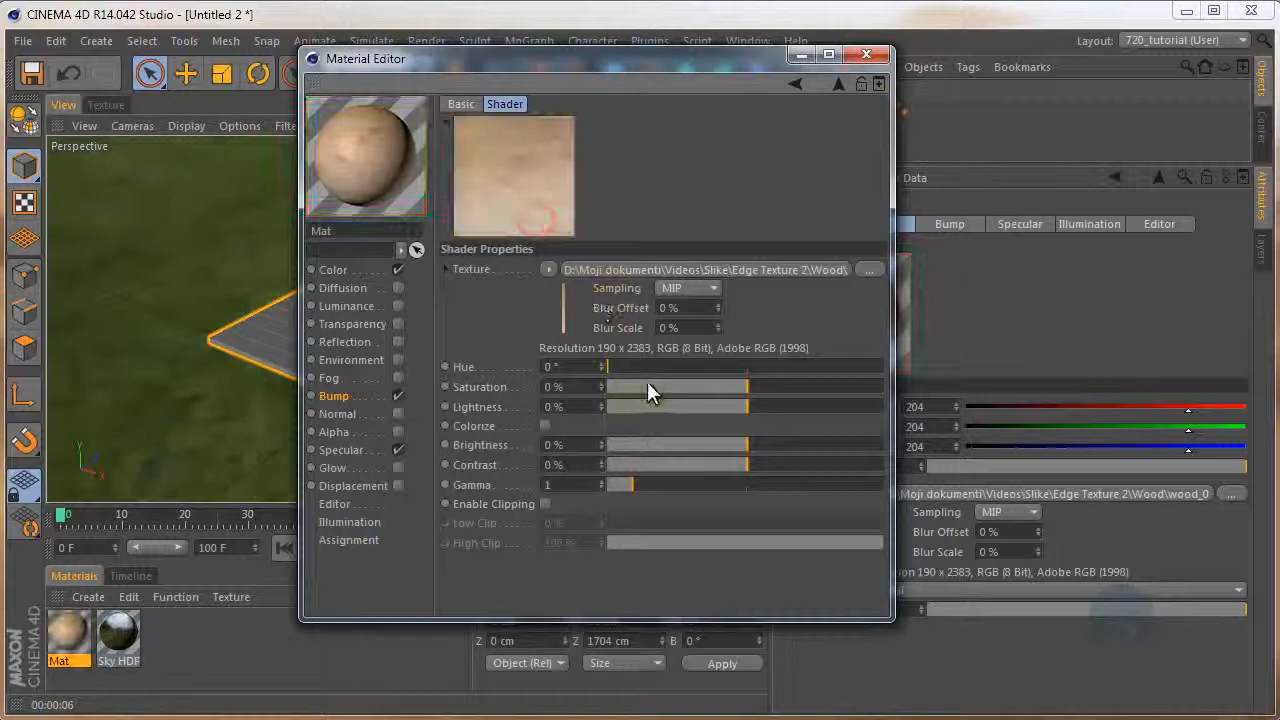 CINEMA 4D R14.042 Studio - [Untitled 2 *]
File Edit Create Select Tools Mesh Snap Animate Simulate Render Sculpt MoGraph Character Plugins Script Window Help
Layout: 720_tutorial (User)
Material Editor
Objects Tags Bookmarks
View Texture
View Cameras Display Options Filte
Perspective
Basic Shader
Objects
Conter
Attributes
Layers
Data
Bump Specular Illumination Editor
Mat
Shader Properties
Texture D:\Moji dokumenti\Videos\Slike\Edge Texture 2\Wood\ ...
Sampling MIP
Blur Offset 0 %
Blur Scale 0 %
Resolution 190 x 2383, RGB (8 Bit), Adobe RGB (1998)
Hue 0 °
Saturation 0 %
Lightness 0 %
Colorize
Brightness 0 %
Contrast 0 %
Gamma 1
Enable Clipping
Low Clip 0 %
High Clip 100 %
Color
Diffusion
Luminance
Transparency
Reflection
Environment
Fog
Bump
Normal
Alpha
Specular
Glow
Displacement
Editor
Illumination
Assignment
204
204
204
Moji dokumenti\Videos\Slike\Edge Texture 2\Wood\wood_0 ...
Sampling MIP
Blur Offset 0 %
Blur Scale 0 %
on 190 x 2383, RGB (8 Bit), Adobe RGB (1998)
Y
Z
X
0 10 20 30
0 F 100 F
Materials Timeline
Create Edit Function Texture
Mat Sky HDR
Z 0 cm Z 1704 cm B 0 °
Object (Rel) Size Apply
MAXON
CINEMA 4D
00:00:06